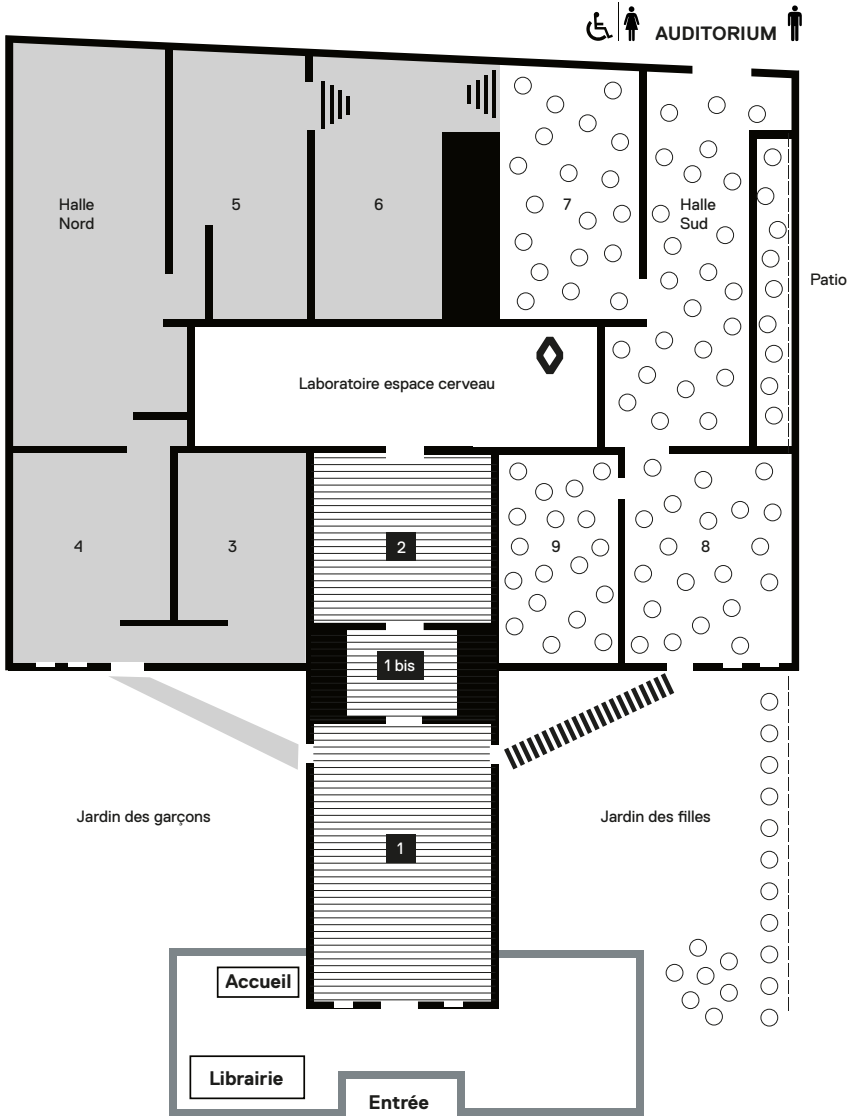 AUDITORIUM
Halle
Nord
5
6
7
Halle
Sud
Patio
Laboratoire espace cerveau
4
3
2
9
8
1 bis
Jardin des garçons
Jardin des filles
1
Accueil
Librairie
Entrée